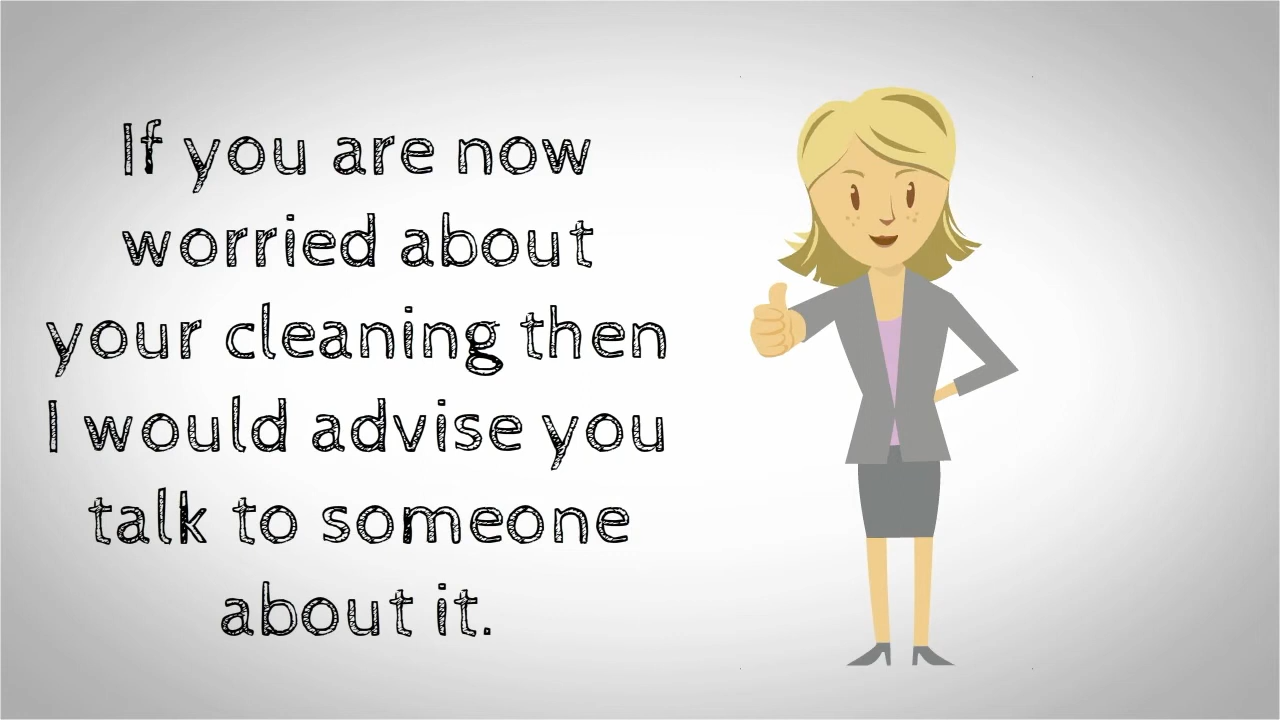 If you are now
worried about
your cleaning then
I would advise you
talk to someone
about it.